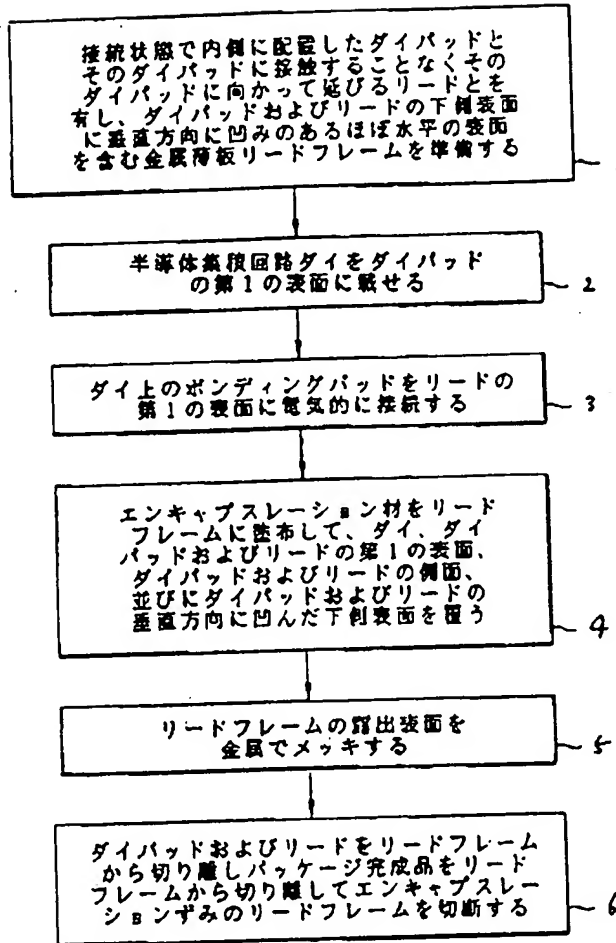 接続状態で内側に配置したダイパッドと
そのダイパッドに接触することなくその
ダイパッドに向かって延びるリードとを
有し、ダイパッドおよびリードの下側表面
に垂直方向に凹みのあるほぼ水平の表面
を含む金属薄板リードフレームを準備する
半導体集積回路ダイをダイパッド
の第1の表面に載せる
2
ダイ上のボンディングパッドをリードの
第1の表面に電気的に接続する
3
エンキャプスレーション材をリード
フレームに塗布して、ダイ、ダイ
パッドおよびリードの第1の表面、
ダイパッドおよびリードの側面、
並びにダイパッドおよびリードの
垂直方向に凹んだ下側表面を覆う
4
リードフレームの露出表面を
金属でメッキする
5
ダイパッドおよびリードをリードフレーム
から切り離しパッケージ完成品をリード
フレームから切り離してエンキャプスレー
ションずみのリードフレームを切断する
6